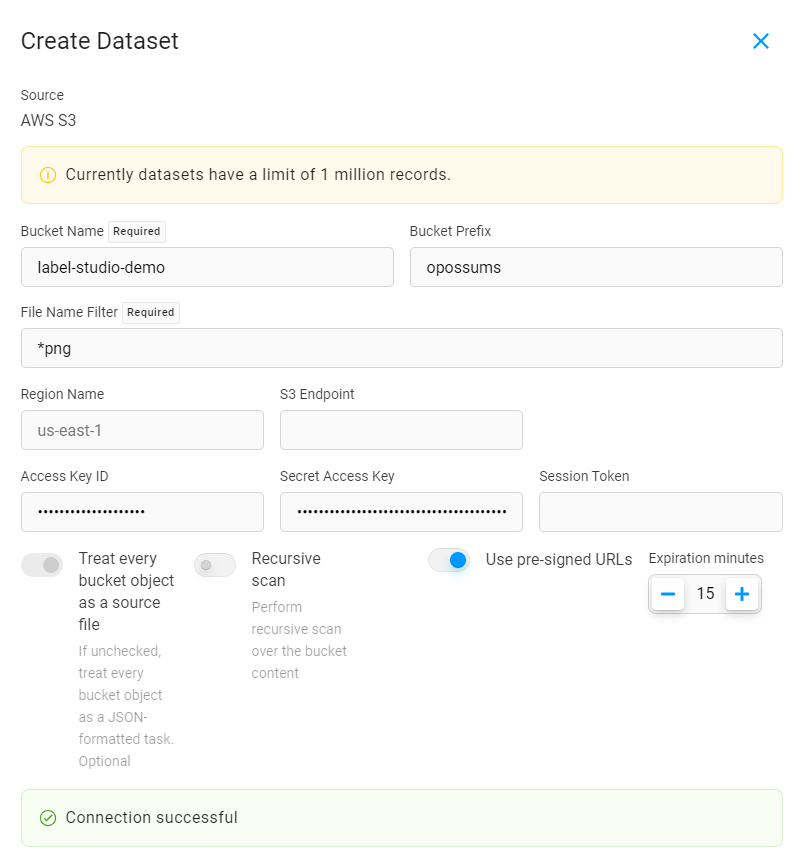 Create Dataset
Source
AWS S3
Currently datasets have a limit of 1 million records.
Bucket Name Required
Bucket Prefix
label-studio-demo
opossums
File Name Filter Required
*png
Region Name
S3 Endpoint
us-east-1
Access Key ID
Secret Access Key
Session Token
••••••••••••••••••••
••••••••••••••••••••••••••••••••••••••••
Treat every
bucket object
as a source
file
If unchecked,
treat every
bucket object
as a JSON-
formatted task.
Optional
Recursive
scan
Perform
recursive scan
over the bucket
content
Use pre-signed URLs
Expiration minutes
15
Connection successful